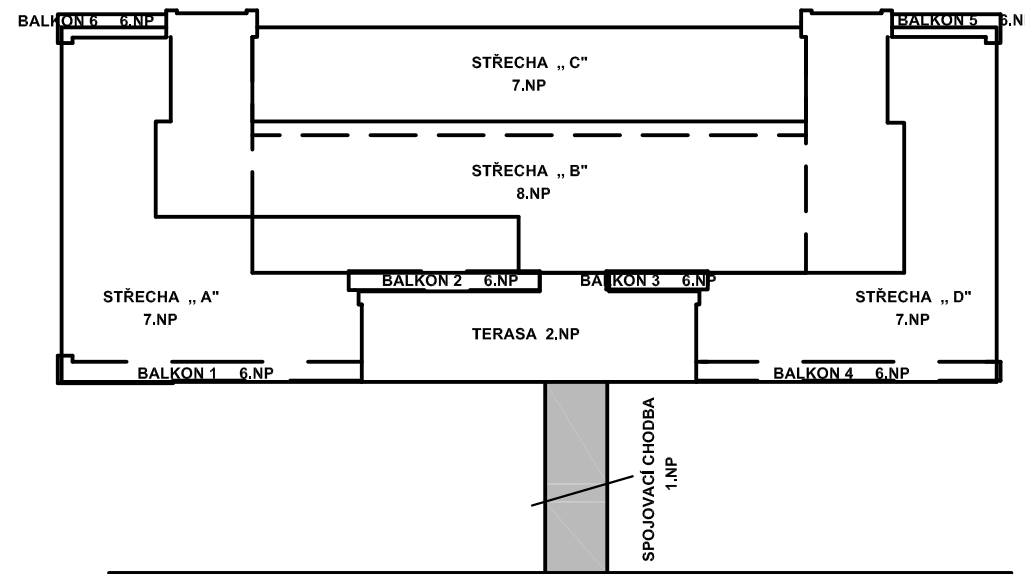 BALKON 6 6.NP
BALKON 5 6.NP
STŘECHA ,, C"
7.NP
STŘECHA ,, B"
8.NP
BALKON 2 6.NP
BALKON 3 6.NP
STŘECHA ,, A"
7.NP
STŘECHA ,, D"
7.NP
TERASA 2.NP
BALKON 1 6.NP
BALKON 4 6.NP
SPOJOVACÍ CHODBA
1.NP